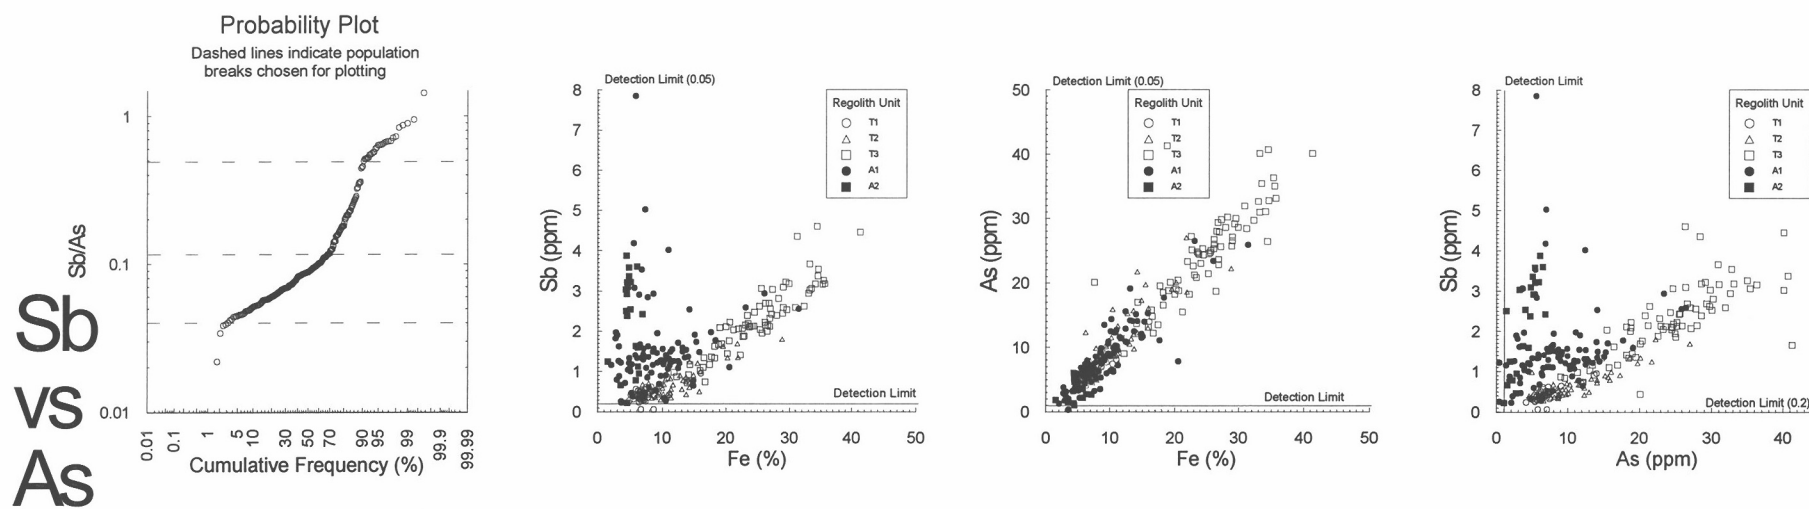 Sb
vs
As
Probability Plot
Dashed lines indicate population
breaks chosen for plotting
Sb/As
1
0.1
0.01
0.01
0.1
1
5
10
30
50
70
90
95
99
99.9
99.99
Cumulative Frequency (%)
Detection Limit (0.05)
Sb (ppm)
8
7
6
5
4
3
2
1
0
Regolith Unit
T1
T2
T3
A1
A2
Detection Limit
0 10 20 30 40 50
Fe (%)
Detection Limit (0.05)
As (ppm)
50
40
30
20
10
0
Regolith Unit
T1
T2
T3
A1
A2
Detection Limit
0 10 20 30 40 50
Fe (%)
Detection Limit
Sb (ppm)
8
7
6
5
4
3
2
1
0
Regolith Unit
T1
T2
T3
A1
A2
Detection Limit (0.2)
0 10 20 30 40
As (ppm)